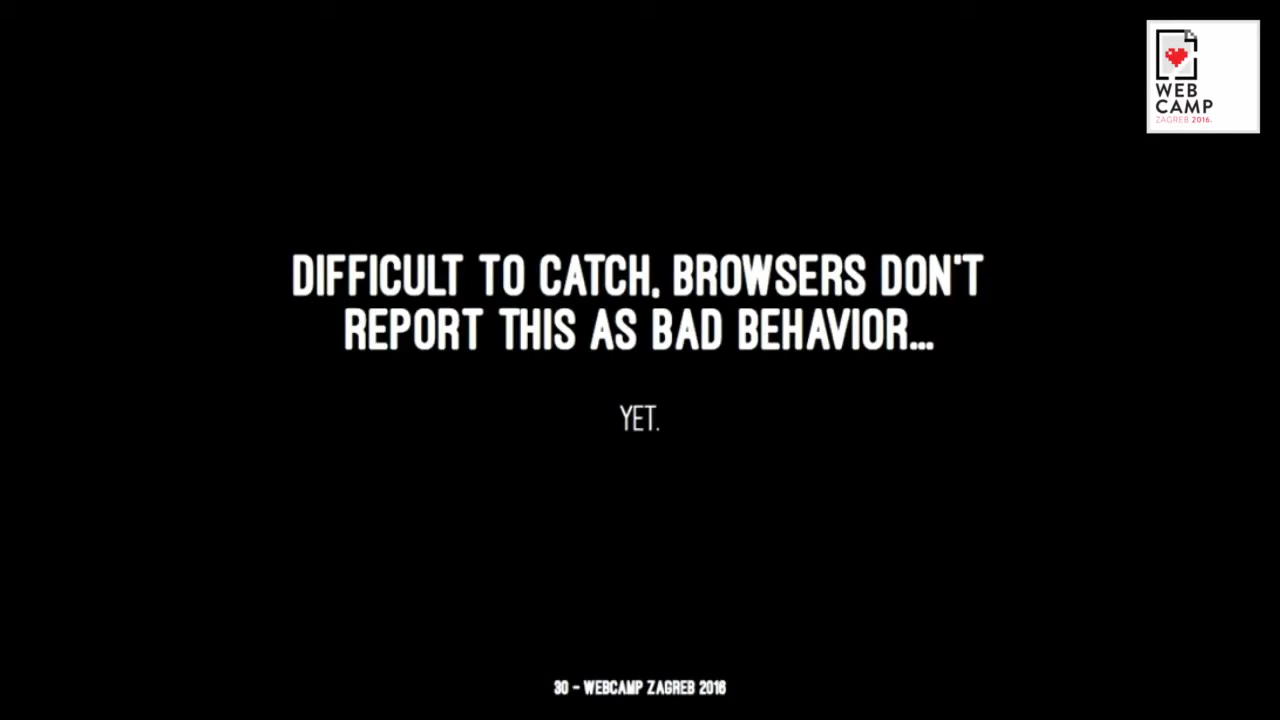 WEB
CAMP
ZAGREB 2016.
DIFFICULT TO CATCH, BROWSERS DON'T
REPORT THIS AS BAD BEHAVIOR...
YET.
30 - WEBCAMP ZAGREB 2016